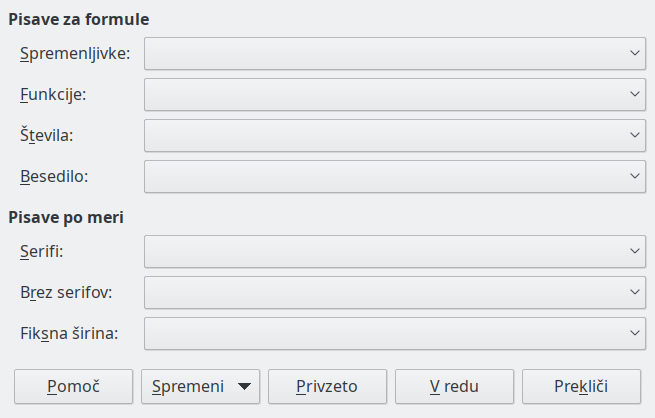 Pisave za formule
Spremenljivke:
Funkcije:
Števila:
Besedilo:
Pisave po meri
Serifi:
Brez serifov:
Fiksna širina:
Pomoč Spremeni Privzeto V redu Prekliči